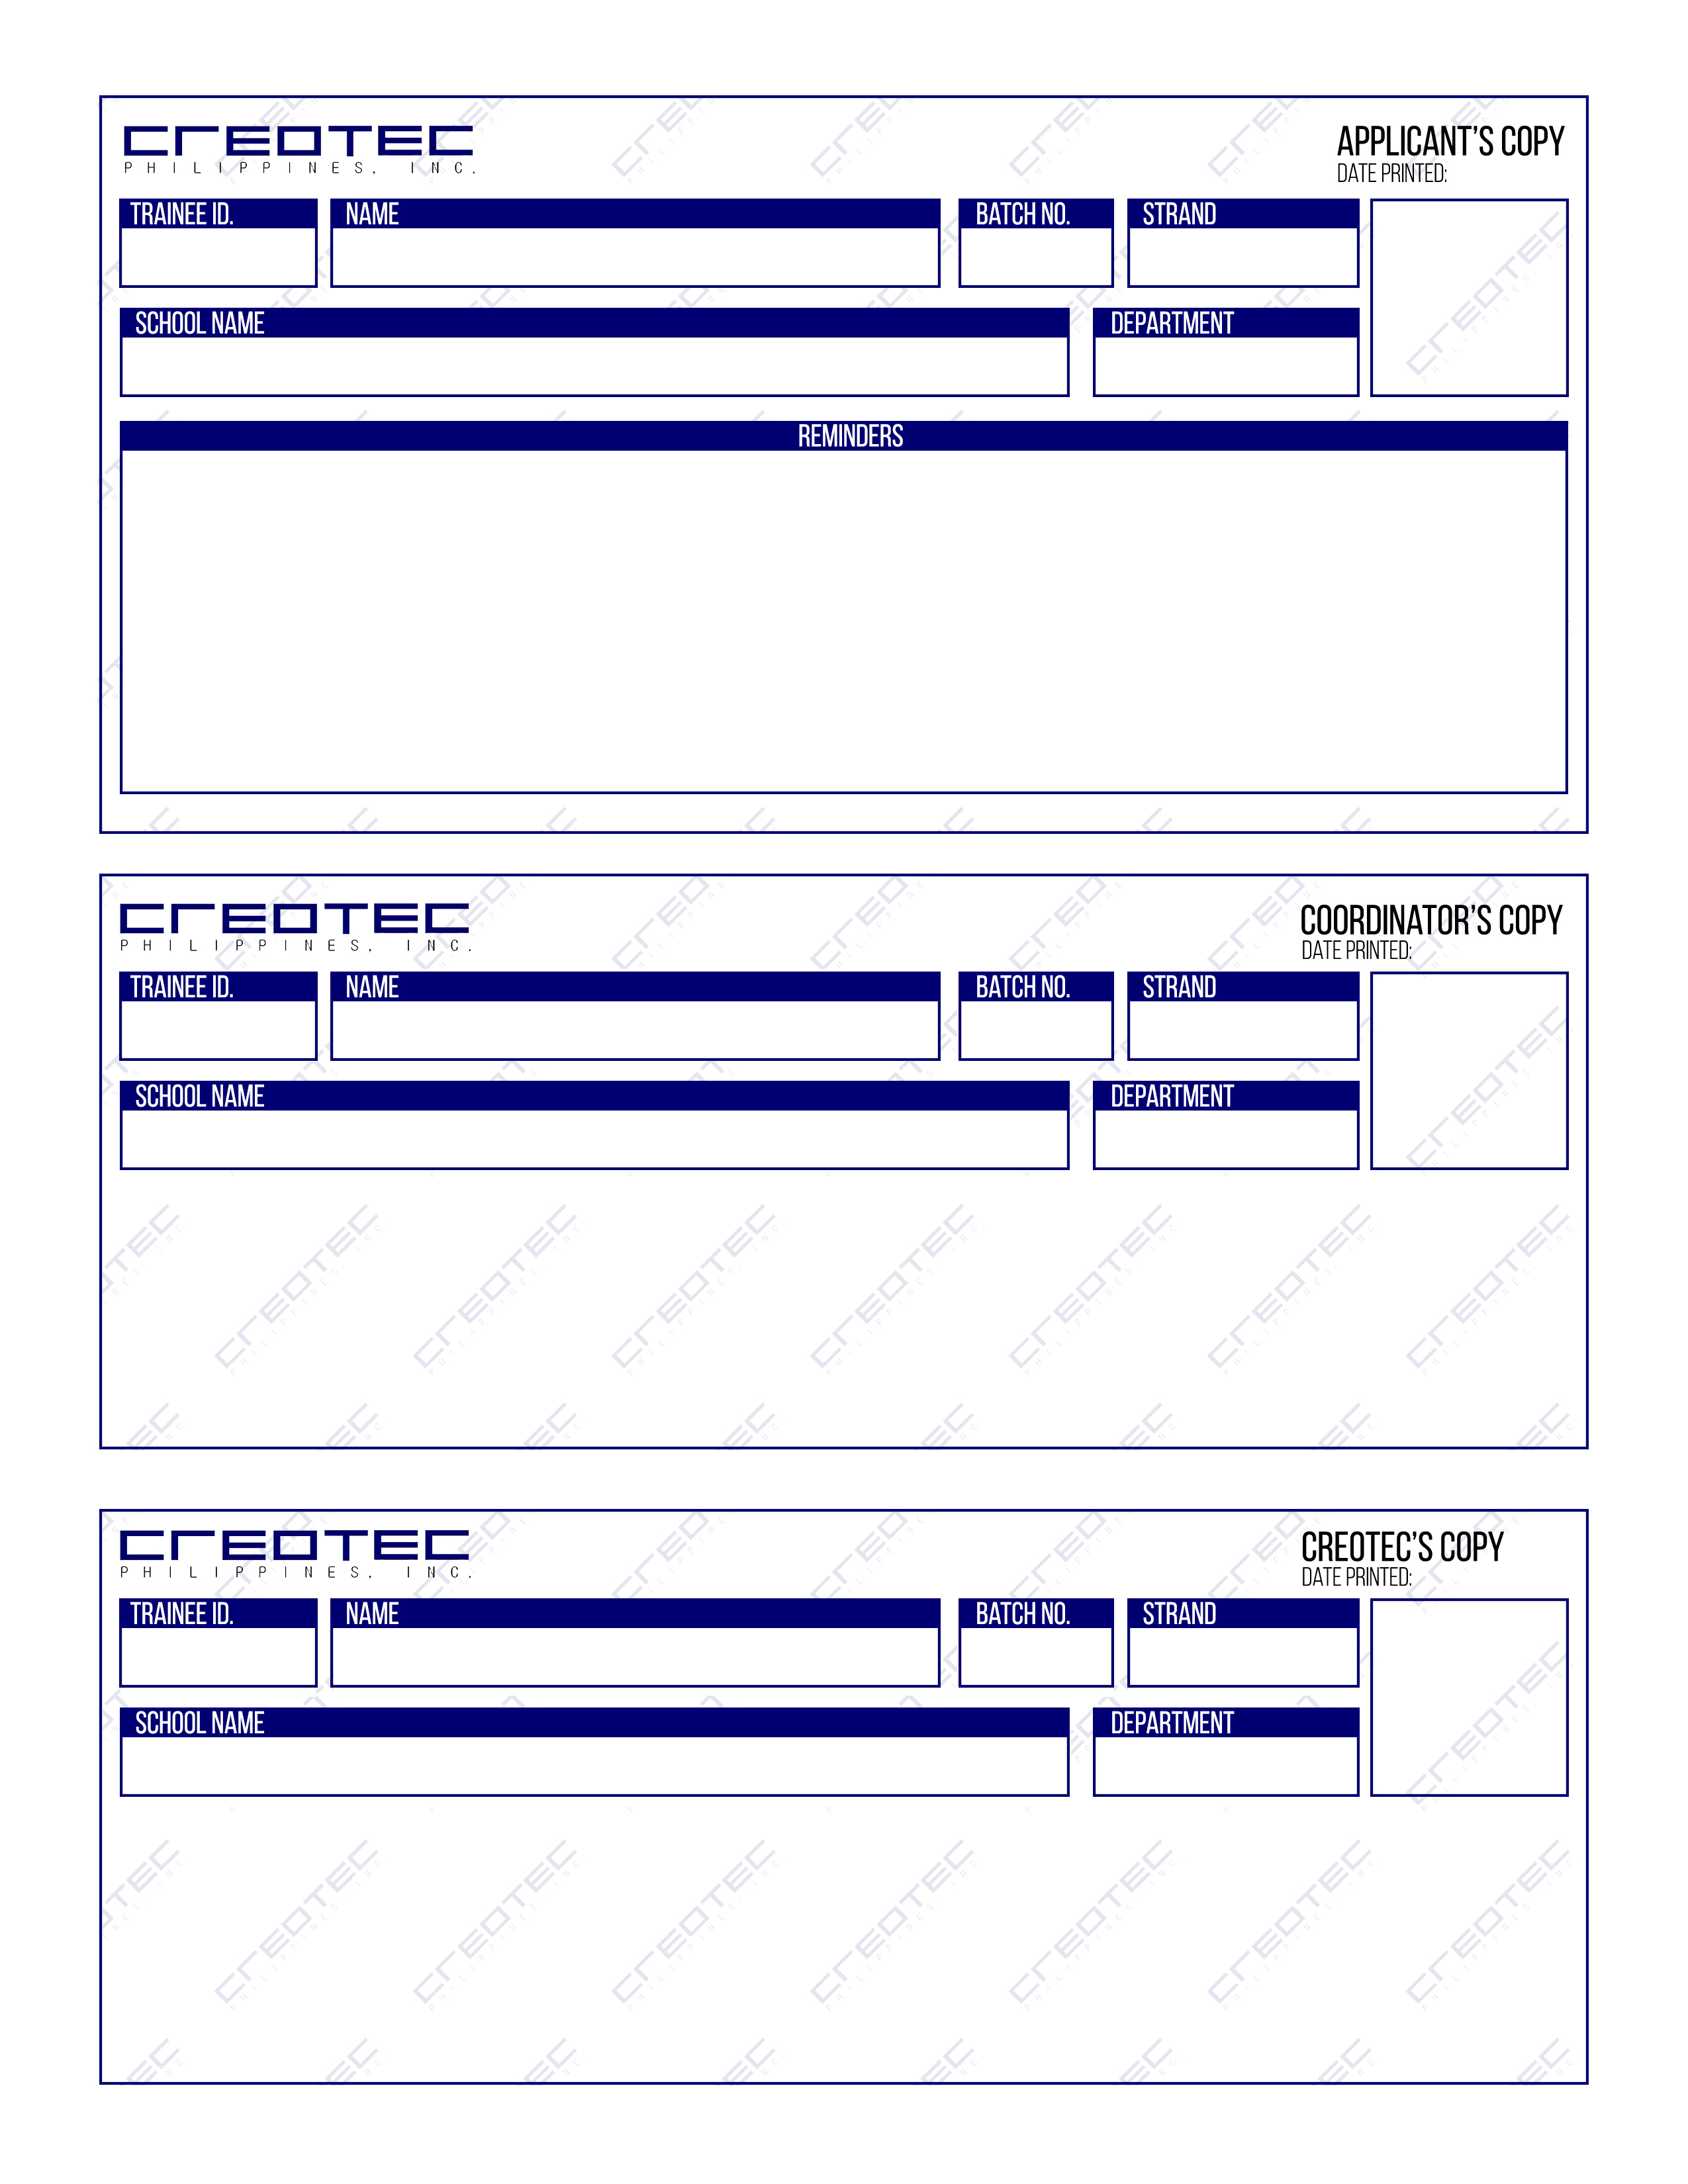 CREOTEC
PHILIPPINES, INC.
APPLICANT'S COPY
DATE PRINTED:
TRAINEE ID.
NAME
BATCH NO.
STRAND
SCHOOL NAME
DEPARTMENT
REMINDERS
CREOTEC
PHILIPPINES, INC.
COORDINATOR'S COPY
DATE PRINTED:
TRAINEE ID.
NAME
BATCH NO.
STRAND
SCHOOL NAME
DEPARTMENT
CREOTEC
PHILIPPINES, INC.
CREOTEC'S COPY
DATE PRINTED:
TRAINEE ID.
NAME
BATCH NO.
STRAND
SCHOOL NAME
DEPARTMENT